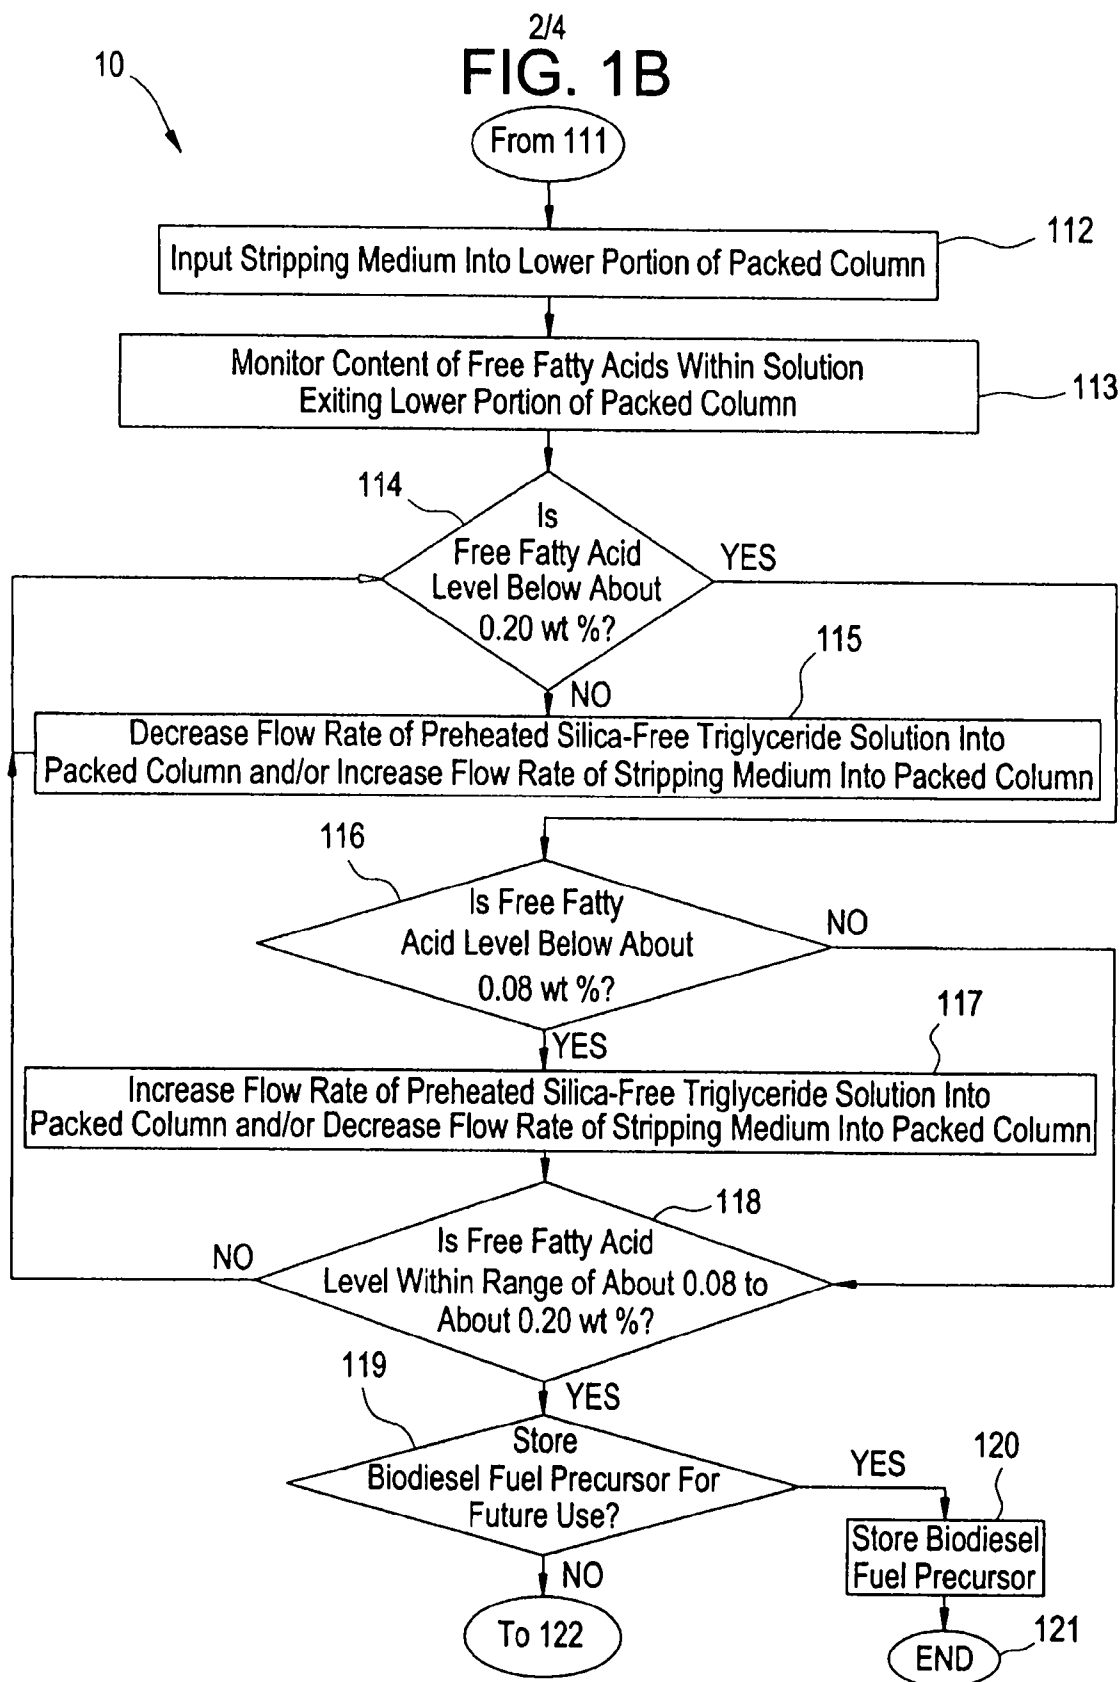 2/4
FIG. 1B
10
From 111
112
Input Stripping Medium Into Lower Portion of Packed Column
Monitor Content of Free Fatty Acids Within Solution
Exiting Lower Portion of Packed Column
113
114
Is
Free Fatty Acid
Level Below About
0.20 wt %?
YES
NO
115
Decrease Flow Rate of Preheated Silica-Free Triglyceride Solution Into
Packed Column and/or Increase Flow Rate of Stripping Medium Into Packed Column
116
Is Free Fatty
Acid Level Below About
0.08 wt %?
NO
YES
117
Increase Flow Rate of Preheated Silica-Free Triglyceride Solution Into
Packed Column and/or Decrease Flow Rate of Stripping Medium Into Packed Column
118
Is Free Fatty Acid
Level Within Range of About 0.08 to
About 0.20 wt %?
NO
YES
119
Store
Biodiesel Fuel Precursor For
Future Use?
YES
120
Store Biodiesel
Fuel Precursor
NO
To 122
121
END